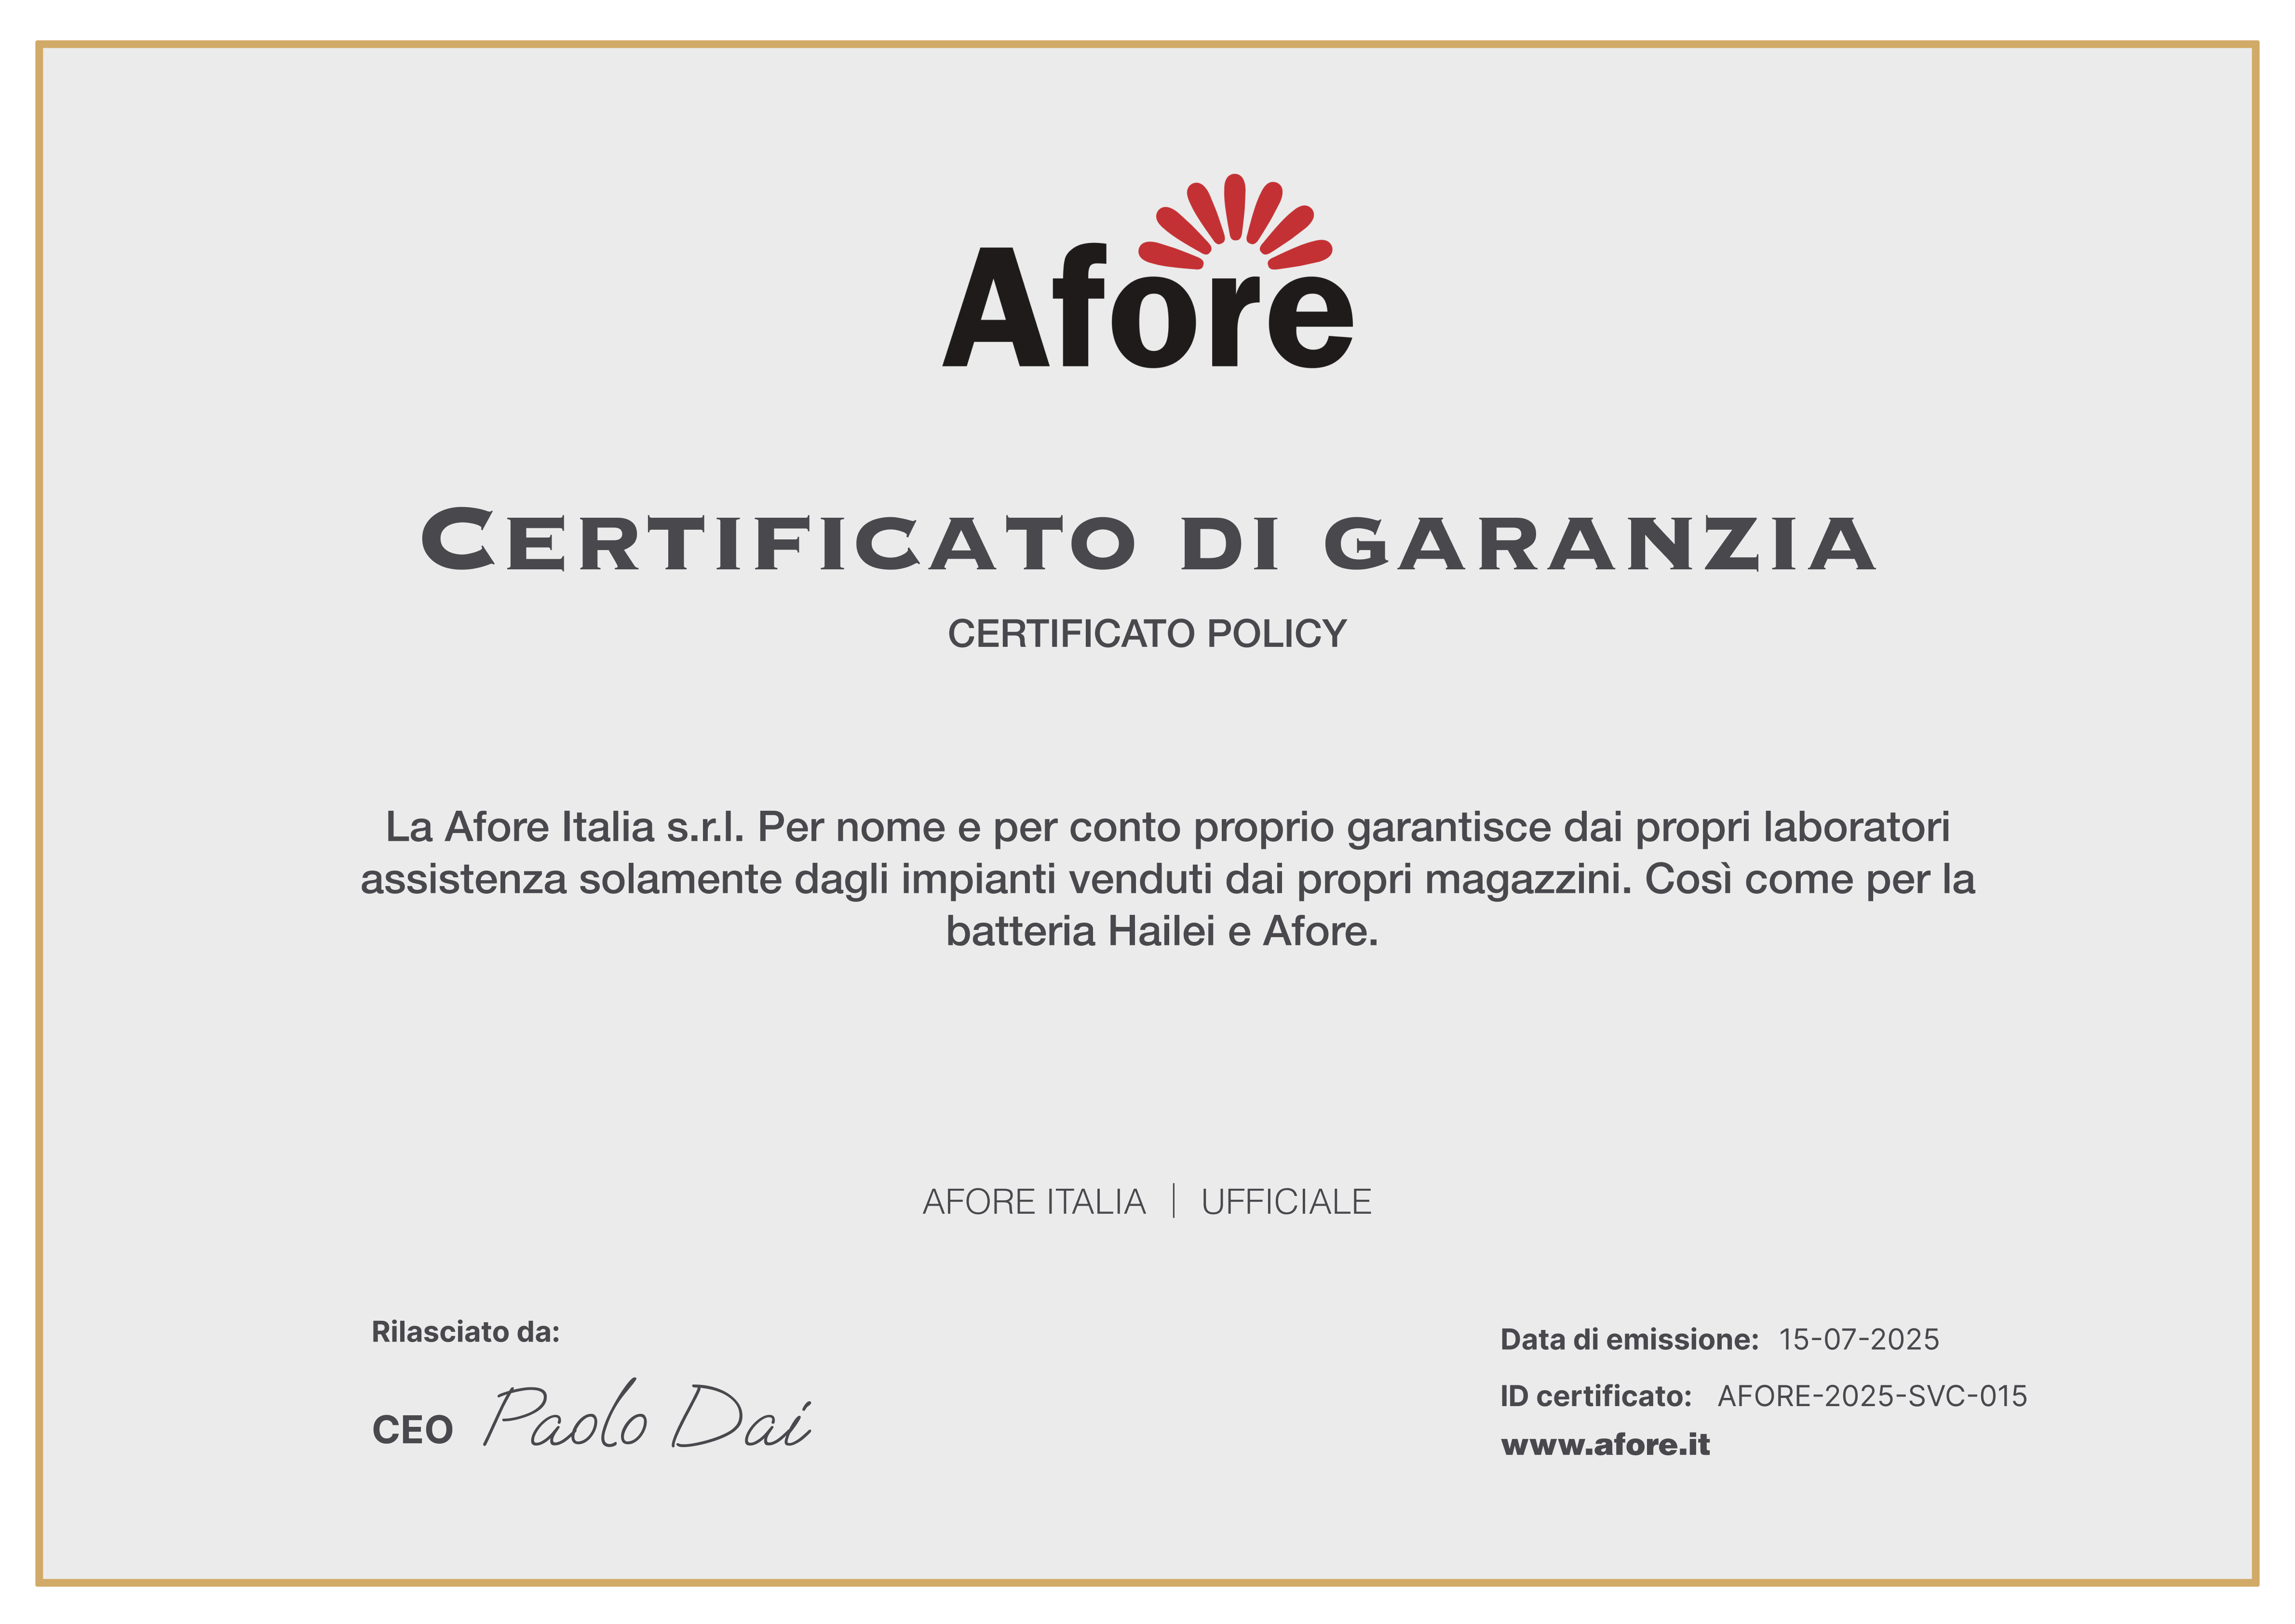 Afore
CERTIFICATO DI GARANZIA
CERTIFICATO POLICY
La Afore Italia s.r.l. Per nome e per conto proprio garantisce dai propri laboratori
assistenza solamente dagli impianti venduti dai propri magazzini. Così come per la
batteria Hailei e Afore.
AFORE ITALIA | UFFICIALE
Rilasciato da:
CEO Paolo Dai
Data di emissione: 15-07-2025
ID certificato: AFORE-2025-SVC-015
www.afore.it